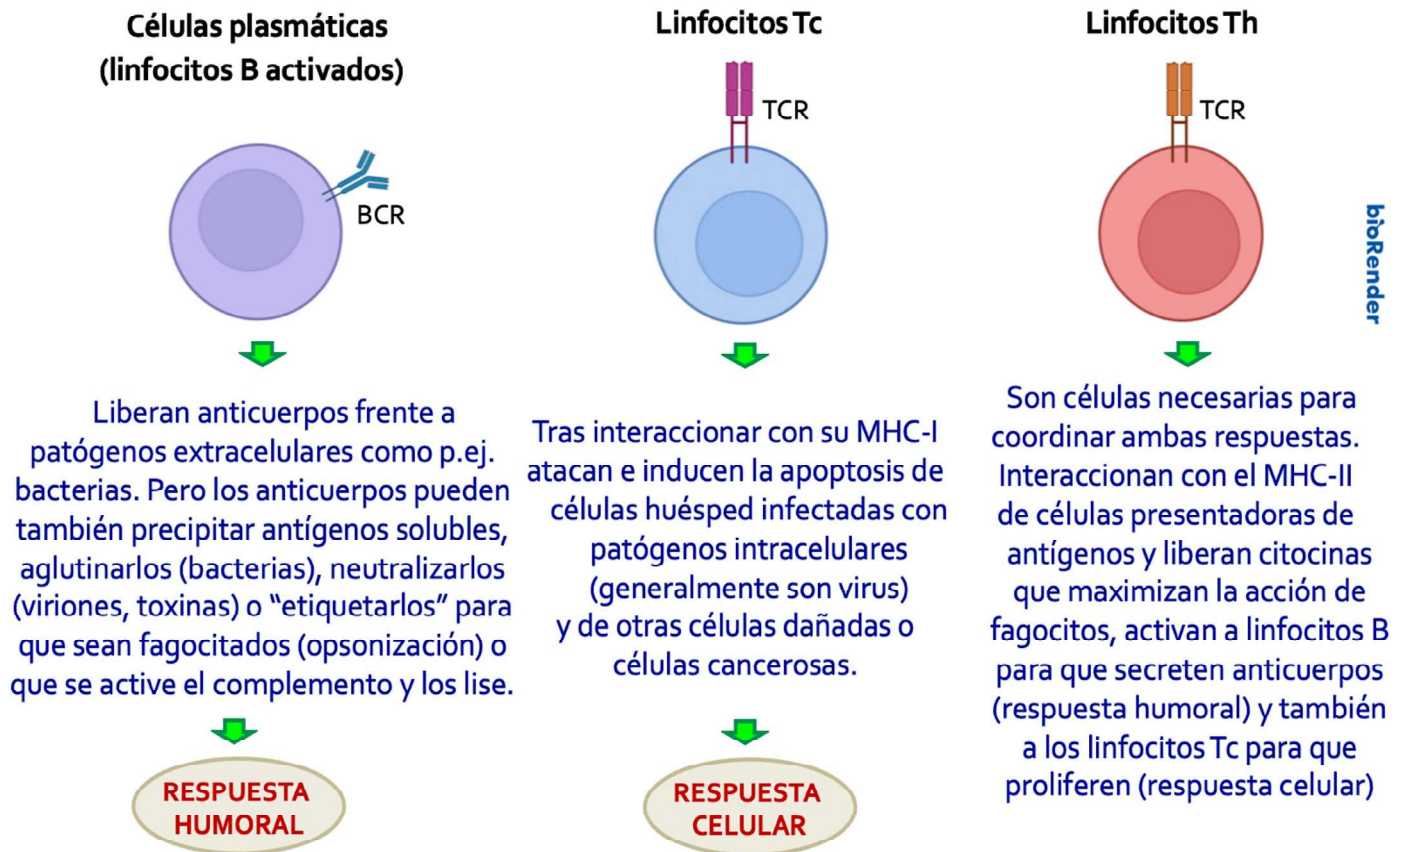 Células plasmáticas
(linfocitos B activados)
BCR
Liberan anticuerpos frente a
patógenos extracelulares como p.ej.
bacterias. Pero los anticuerpos pueden
también precipitar antígenos solubles,
aglutinarlos (bacterias), neutralizarlos
(viriones, toxinas) o “etiquetarlos” para
que sean fagocitados (opsonización) o
que se active el complemento y los lise.
RESPUESTA
HUMORAL
Linfocitos Tc
TCR
Tras interaccionar con su MHC-I
atacan e inducen la apoptosis de
células huésped infectadas con
patógenos intracelulares
(generalmente son virus)
y de otras células dañadas o
células cancerosas.
RESPUESTA
CELULAR
Linfocitos Th
TCR
Son células necesarias para
coordinar ambas respuestas.
Interaccionan con el MHC-II
de células presentadoras de
antígenos y liberan citocinas
que maximizan la acción de
fagocitos, activan a linfocitos B
para que secreten anticuerpos
(respuesta humoral) y también
a los linfocitos Tc para que
proliferen (respuesta celular)
bioRender